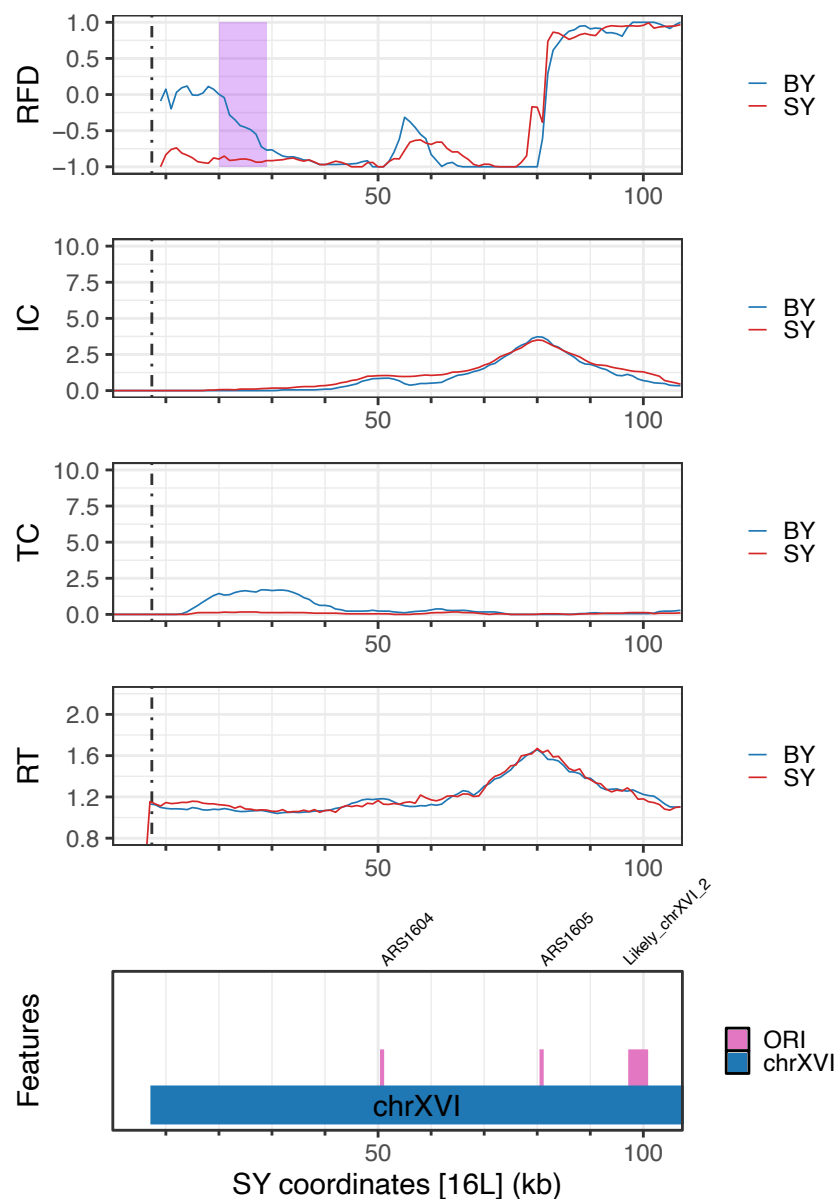 RFD
1.0
0.5
0.0
−0.5
−1.0
50
100
BY
SY
IC
10.0
7.5
5.0
2.5
0.0
50
100
BY
SY
TC
10.0
7.5
5.0
2.5
0.0
50
100
BY
SY
RT
2.0
1.6
1.2
0.8
50
100
BY
SY
ARS1604
ARS1605
Likely_chrXVI_2
Features
chrXVI
ORI
chrXVI
50
100
SY coordinates [16L] (kb)